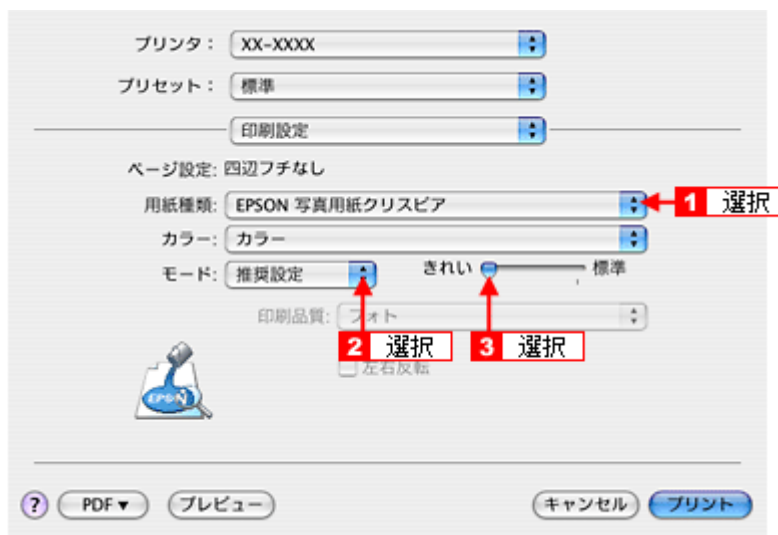 プリンタ： XX-XXXX
プリセット： 標準
印刷設定
ページ設定: 四辺フチなし
用紙種類: EPSON 写真用紙クリスピア
1 選択
カラー: カラー
モード: 推奨設定 きれい 標準
印刷品質: フォト
2 選択 3 選択
左右反転
EPSON
? PDF▼ プレビュー キャンセル プリント